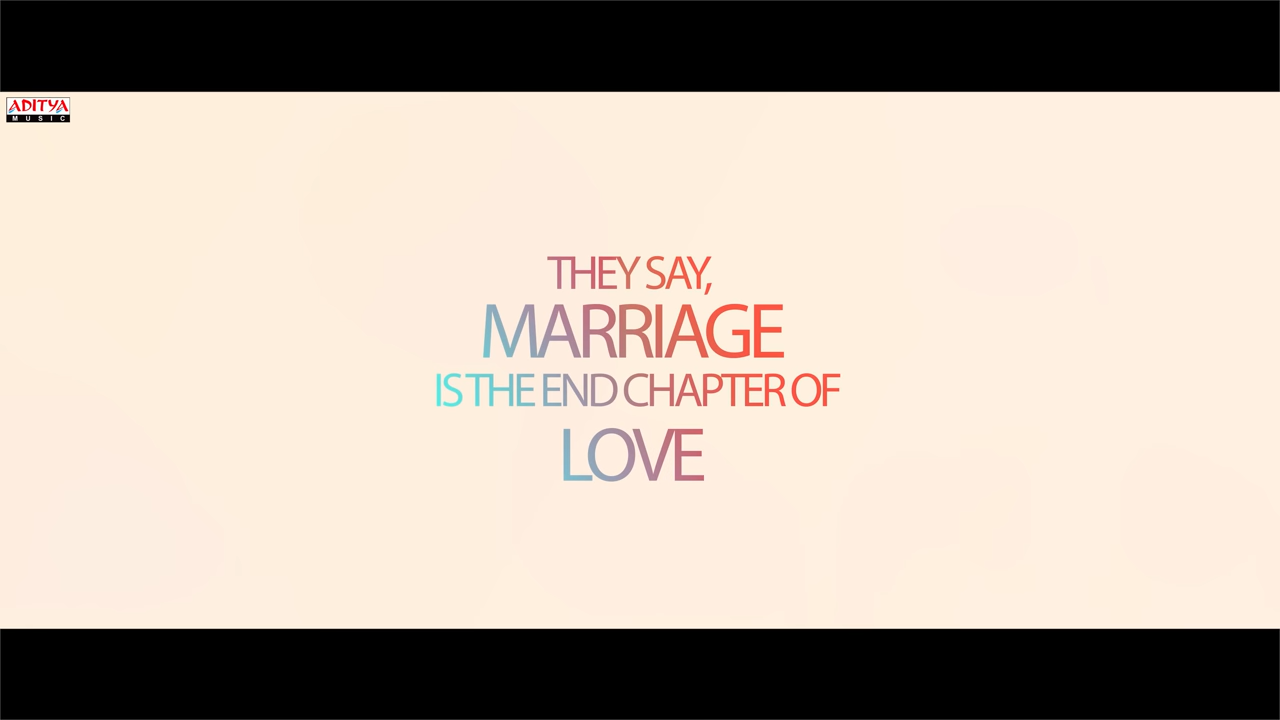 ADITYA
MUSIC
THEY SAY,
MARRIAGE
IS THE END CHAPTER OF
LOVE